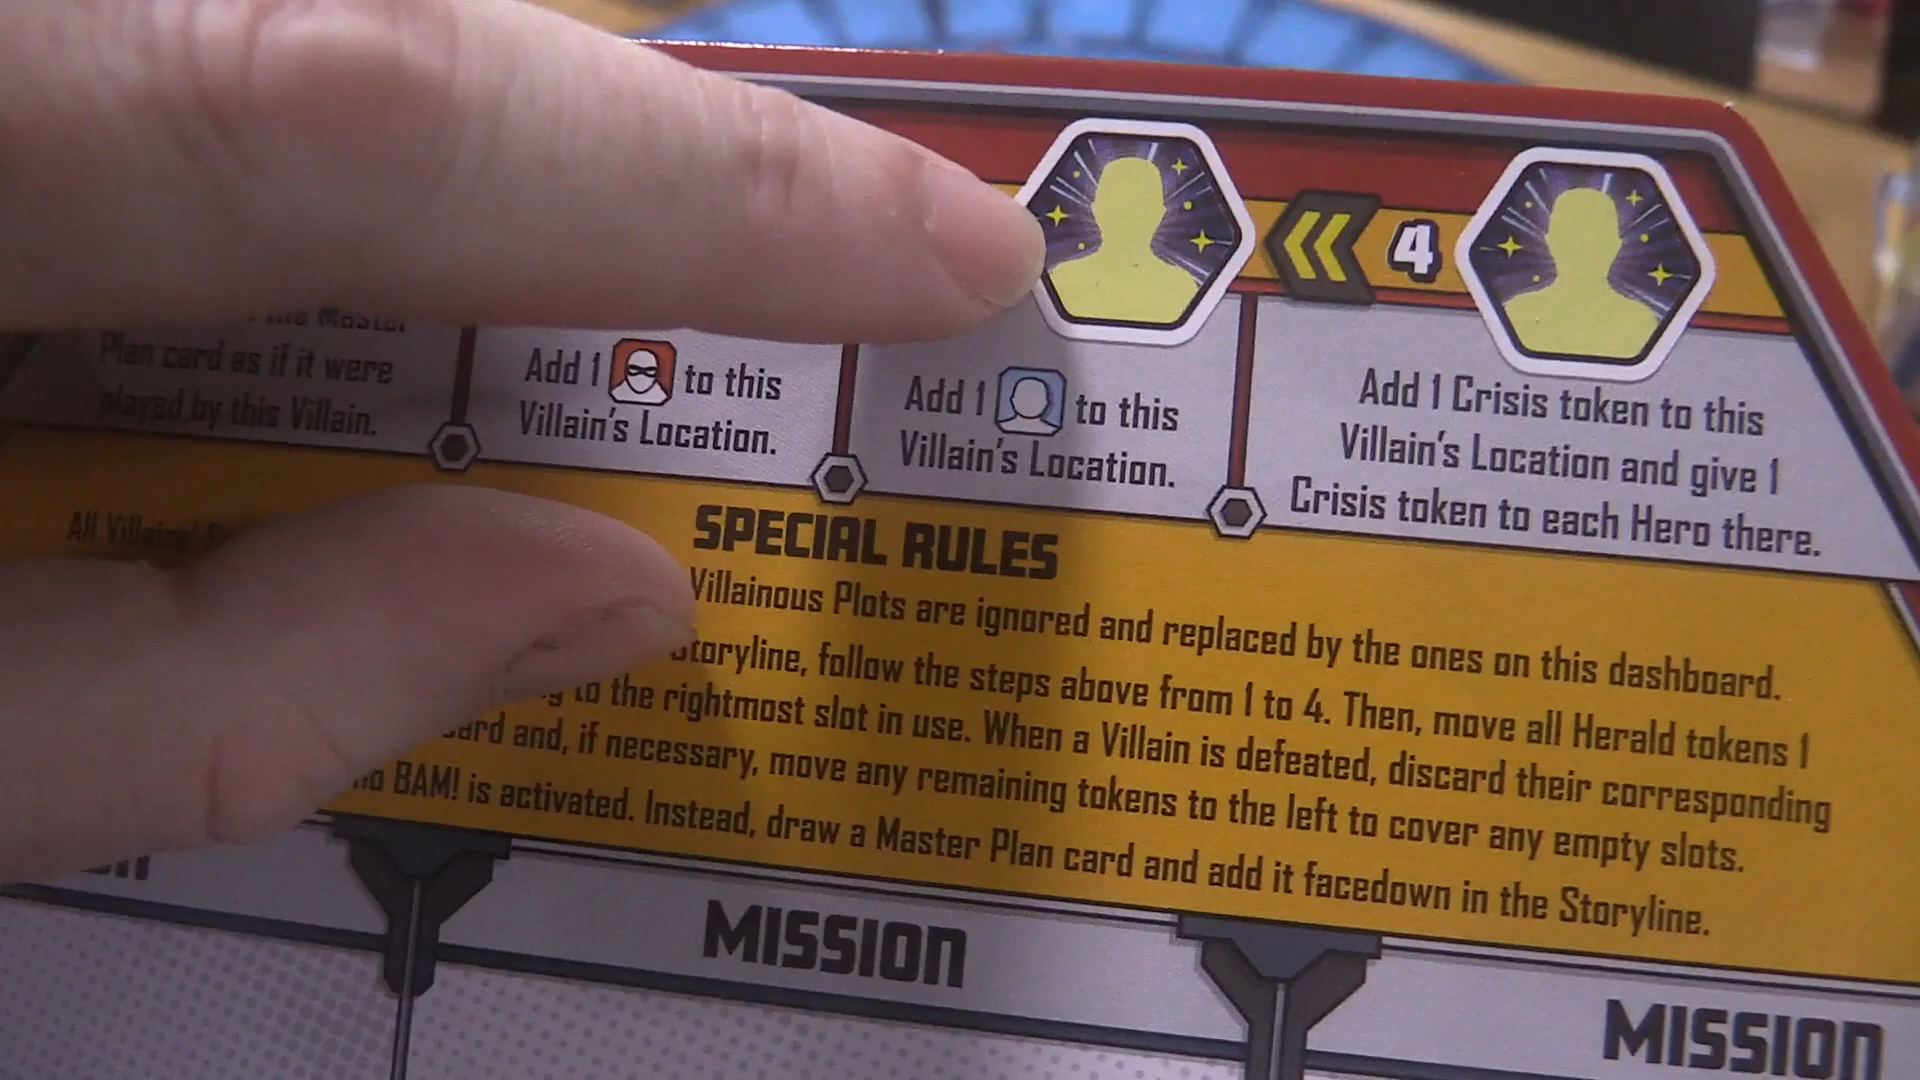 4
Master
Plan card as if it were
played by this Villain.
Add 1 to this
Villain's Location.
Add 1 to this
Villain's Location.
Add 1 Crisis token to this
Villain's Location and give 1
Crisis token to each Hero there.
SPECIAL RULES
All Villains' Villainous Plots are ignored and replaced by the ones on this dashboard.
Storyline, follow the steps above from 1 to 4. Then, move all Herald tokens 1
to the rightmost slot in use. When a Villain is defeated, discard their corresponding
and, if necessary, move any remaining tokens to the left to cover any empty slots.
no BAM! is activated. Instead, draw a Master Plan card and add it facedown in the Storyline.
MISSION
MISSION